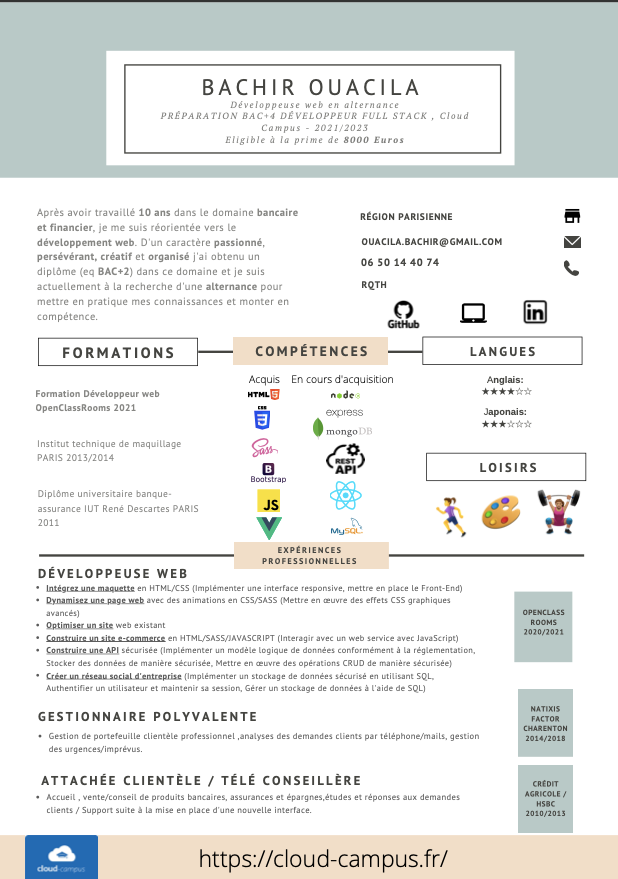 BACHIR OUACILA
Développeuse web en alternance
PRÉPARATION BAC+4 DÉVELOPPEUR FULL STACK , Cloud
Campus - 2021/2023
Eligible à la prime de 8000 Euros
Après avoir travaillé 10 ans dans le domaine bancaire
et financier, je me suis réorientée vers le
développement web. D'un caractère passionné,
persévérant, créatif et organisé j'ai obtenu un
diplôme (eq BAC+2) dans ce domaine et je suis
actuellement à la recherche d'une alternance pour
mettre en pratique mes connaissances et monter en
compétence.
RÉGION PARISIENNE
OUACILA.BACHIR@GMAIL.COM
06 50 14 40 74
RQTH
GitHub
in
FORMATIONS
Formation Développeur web
OpenClassRooms 2021
Institut technique de maquillage
PARIS 2013/2014
Diplôme universitaire banque-
assurance IUT René Descartes PARIS
2011
COMPÉTENCES
Acquis
HTML5
CSS
3
Sass
B
Bootstrap
JS
En cours d'acquisition
node
express
mongoDB
REST
API
MySQL
LANGUES
Anglais:
★★★★☆☆
Japonais:
★★★☆☆☆
LOISIRS
EXPÉRIENCES
PROFESSIONNELLES
DÉVELOPPEUSE WEB
• Intégrez une maquette en HTML/CSS (Implémenter une interface responsive, mettre en place le Front-End)
• Dynamisez une page web avec des animations en CSS/SASS (Mettre en œuvre des effets CSS graphiques
avancés)
• Optimiser un site web existant
• Construire un site e-commerce en HTML/SASS/JAVASCRIPT (Interagir avec un web service avec JavaScript)
• Construire une API sécurisée (Implémenter un modèle logique de données conformément à la réglementation,
Stocker des données de manière sécurisée, Mettre en œuvre des opérations CRUD de manière sécurisée)
• Créer un réseau social d'entreprise (Implémenter un stockage de données sécurisé en utilisant SQL,
Authentifier un utilisateur et maintenir sa session, Gérer un stockage de données à l'aide de SQL)
OPENCLASS
ROOMS
2020/2021
GESTIONNAIRE POLYVALENTE
• Gestion de portefeuille clientèle professionnel ,analyses des demandes clients par téléphone/mails, gestion
des urgences/imprévus.
NATIXIS
FACTOR
CHARENTON
2014/2018
ATTACHÉE CLIENTÈLE / TÉLÉ CONSEILLÈRE
• Accueil , vente/conseil de produits bancaires, assurances et épargnes,études et réponses aux demandes
clients / Support suite à la mise en place d'une nouvelle interface.
CRÉDIT
AGRICOLE /
HSBC
2010/2013
cloud-campus
https://cloud-campus.fr/